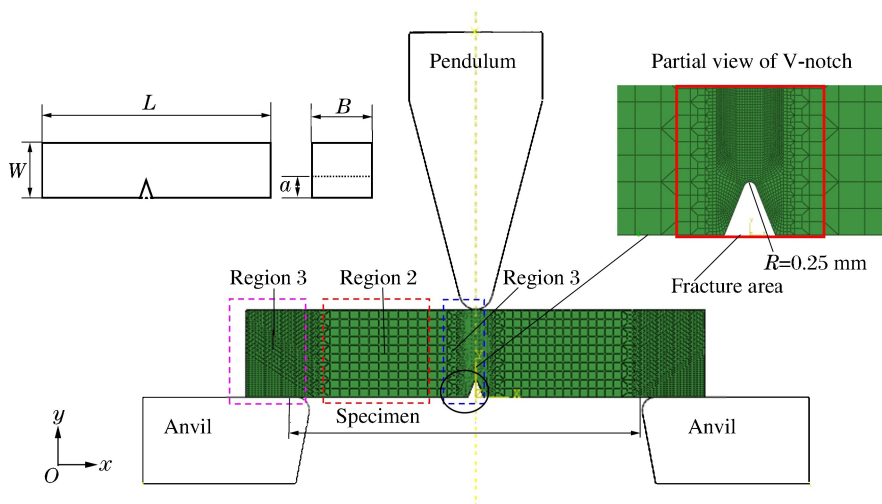 Pendulum
Partial view of V-notch
L
B
W
a
R=0.25 mm
Fracture area
Region 3
Region 2
Region 3
Specimen
Anvil
Anvil
y
O
x